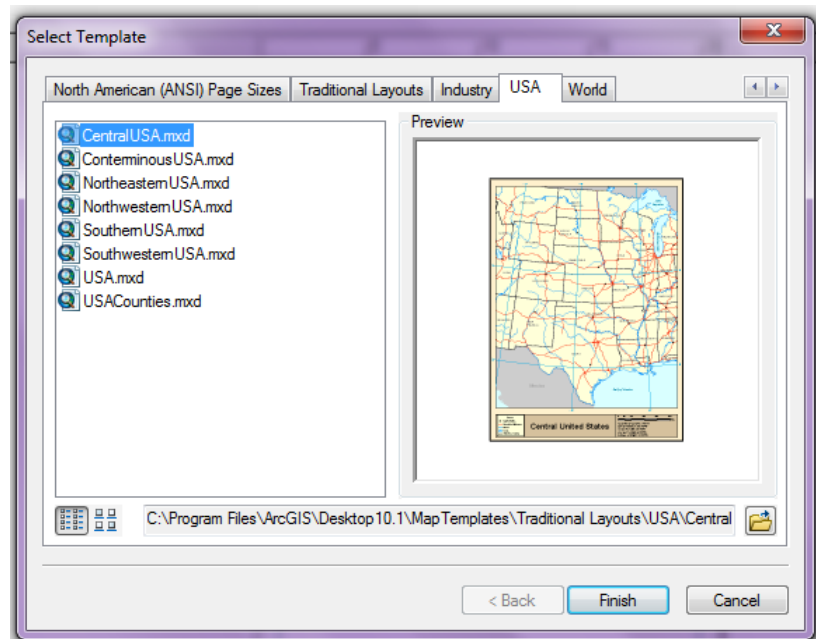 Select Template
North American (ANSI) Page Sizes Traditional Layouts Industry USA World
CentralUSA.mxd
ConterminousUSA.mxd
NortheasternUSA.mxd
NorthwesternUSA.mxd
SouthernUSA.mxd
SouthwesternUSA.mxd
USA.mxd
USACounties.mxd
Preview
Central United States
C:\Program Files\ArcGIS\Desktop10.1\MapTemplates\Traditional Layouts\USA\Central
< Back Finish Cancel